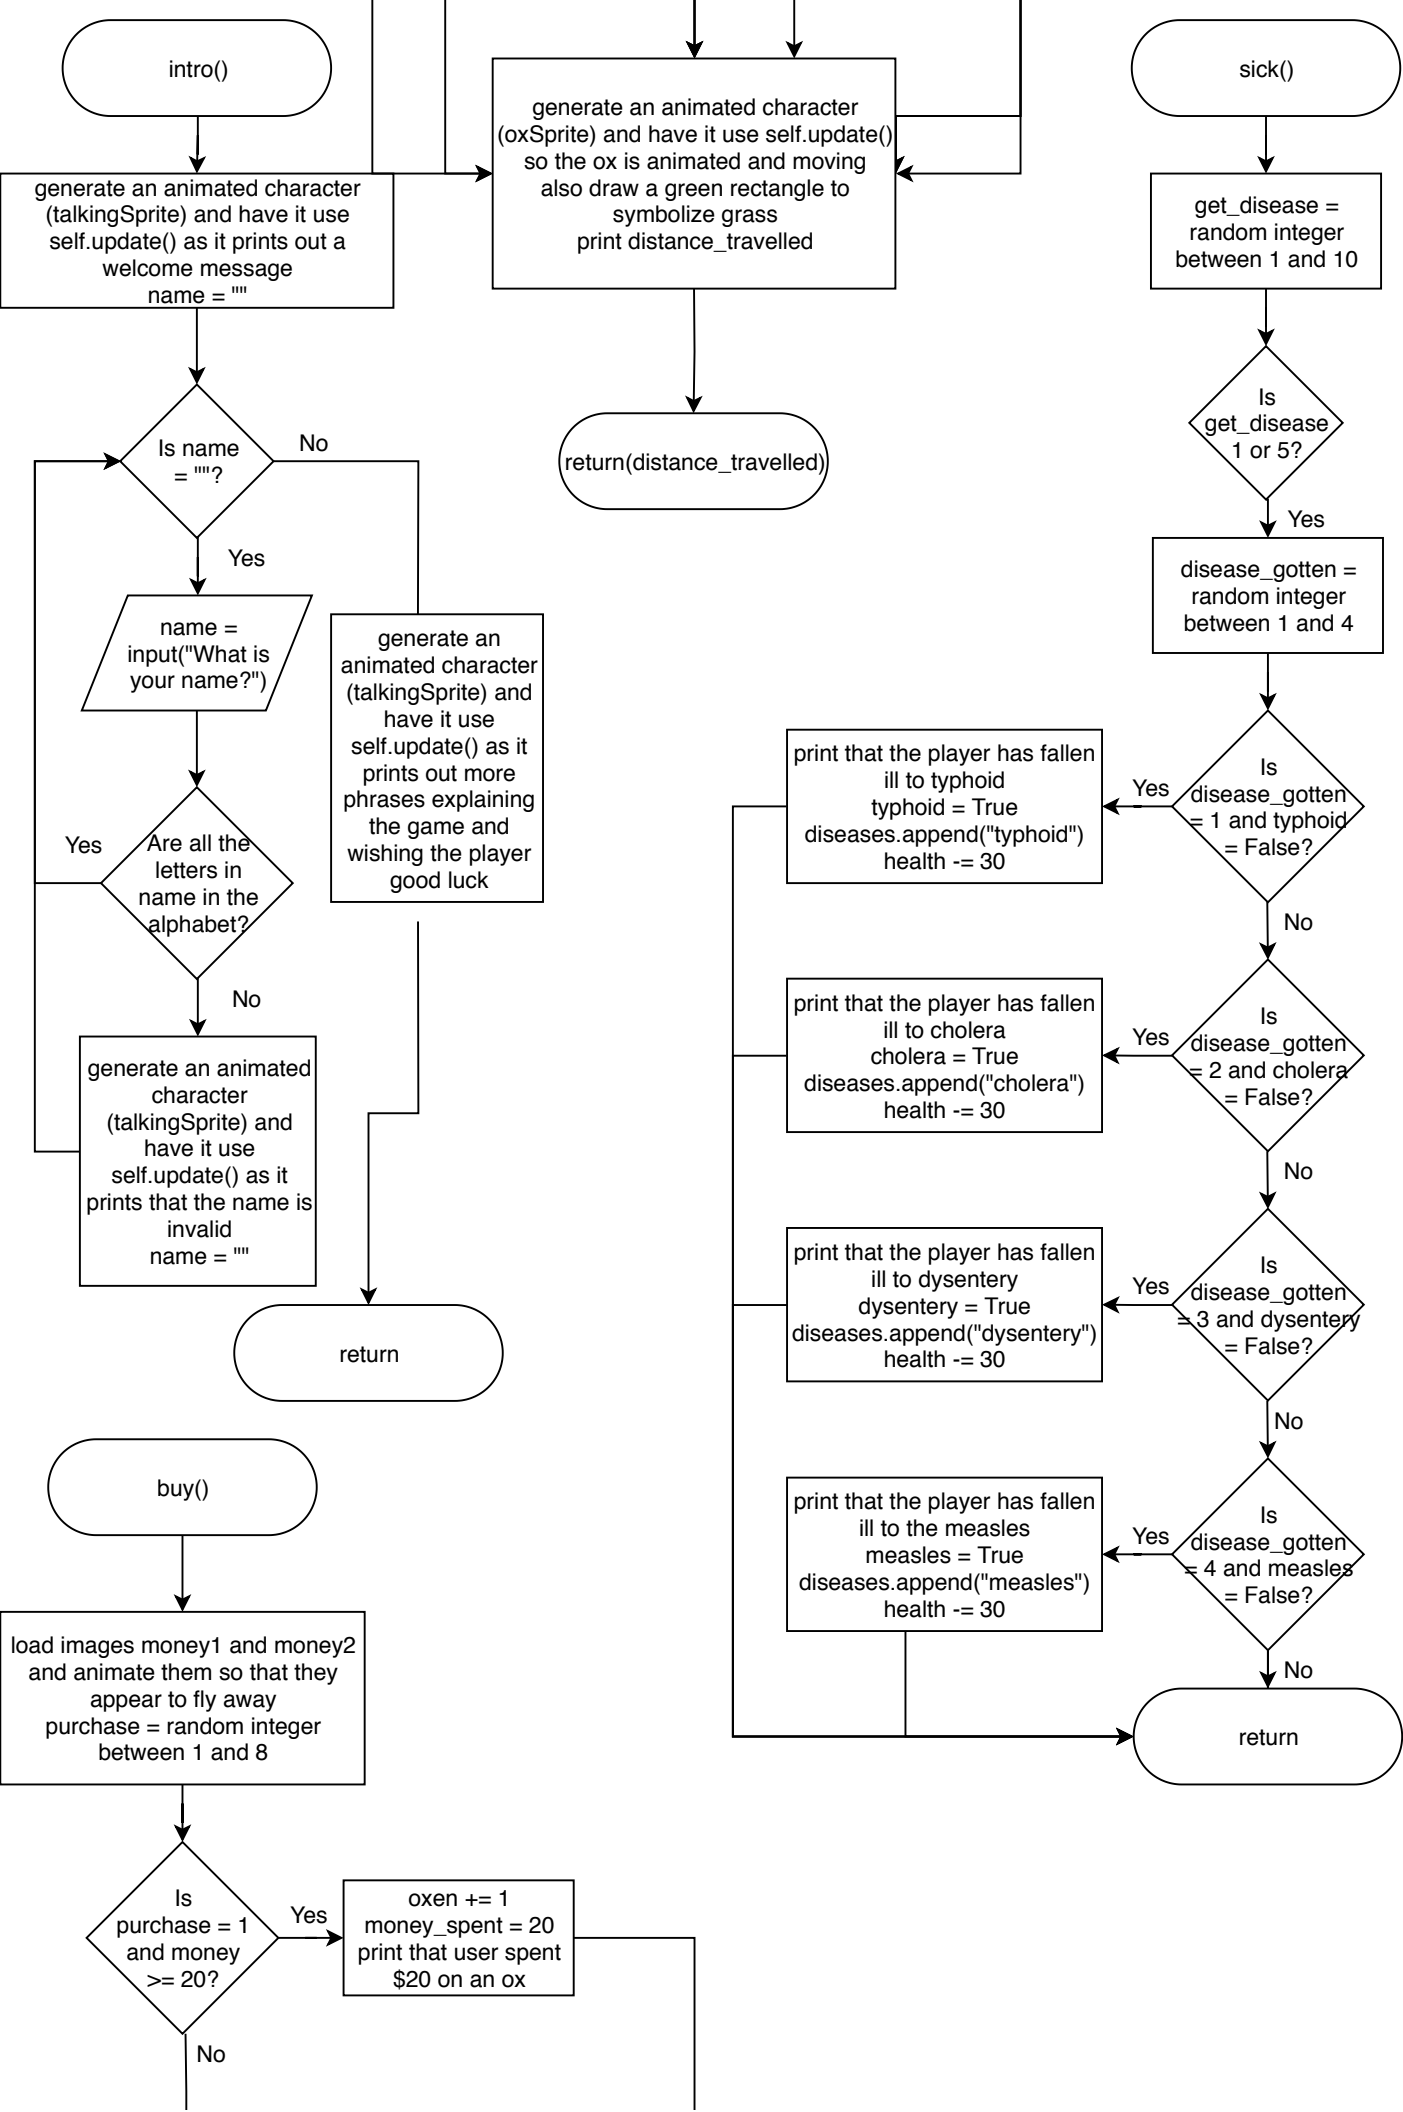 intro()
generate an animated character
(talkingSprite) and have it use
self.update() as it prints out a
welcome message
name = ""
Is name
= ""?
No
Yes
name =
input("What is
your name?")
Are all the
letters in
name in the
alphabet?
Yes
No
generate an animated
character
(talkingSprite) and
have it use
self.update() as it
prints that the name is
invalid
name = ""
generate an
animated character
(talkingSprite) and
have it use
self.update() as it
prints out more
phrases explaining
the game and
wishing the player
good luck
return
generate an animated character
(oxSprite) and have it use self.update()
so the ox is animated and moving
also draw a green rectangle to
symbolize grass
print distance_travelled
return(distance_travelled)
sick()
get_disease =
random integer
between 1 and 10
Is
get_disease
1 or 5?
Yes
disease_gotten =
random integer
between 1 and 4
Is
disease_gotten
= 1 and typhoid
= False?
Yes
print that the player has fallen
ill to typhoid
typhoid = True
diseases.append("typhoid")
health -= 30
No
Is
disease_gotten
= 2 and cholera
= False?
Yes
print that the player has fallen
ill to cholera
cholera = True
diseases.append("cholera")
health -= 30
No
Is
disease_gotten
= 3 and dysentery
= False?
Yes
print that the player has fallen
ill to dysentery
dysentery = True
diseases.append("dysentery")
health -= 30
No
Is
disease_gotten
= 4 and measles
= False?
Yes
print that the player has fallen
ill to the measles
measles = True
diseases.append("measles")
health -= 30
No
return
buy()
load images money1 and money2
and animate them so that they
appear to fly away
purchase = random integer
between 1 and 8
Is
purchase = 1
and money
>= 20?
Yes
oxen += 1
money_spent = 20
print that user spent
$20 on an ox
No